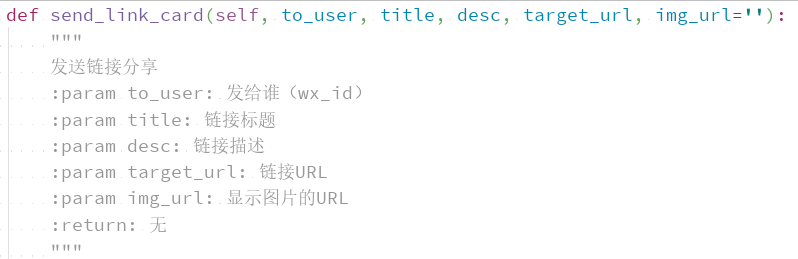 def send_link_card(self, to_user, title, desc, target_url, img_url=''):
"""
发送链接分享
:param to_user: 发给谁（wx_id）
:param title: 链接标题
:param desc: 链接描述
:param target_url: 链接URL
:param img_url: 显示图片的URL
:return: 无
"""